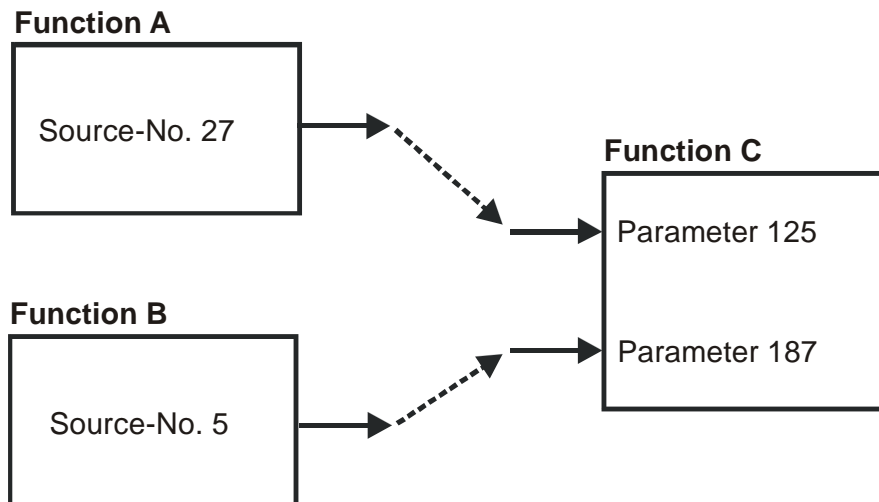 Function A
Source-No. 27
Function C
Parameter 125
Parameter 187
Function B
Source-No. 5